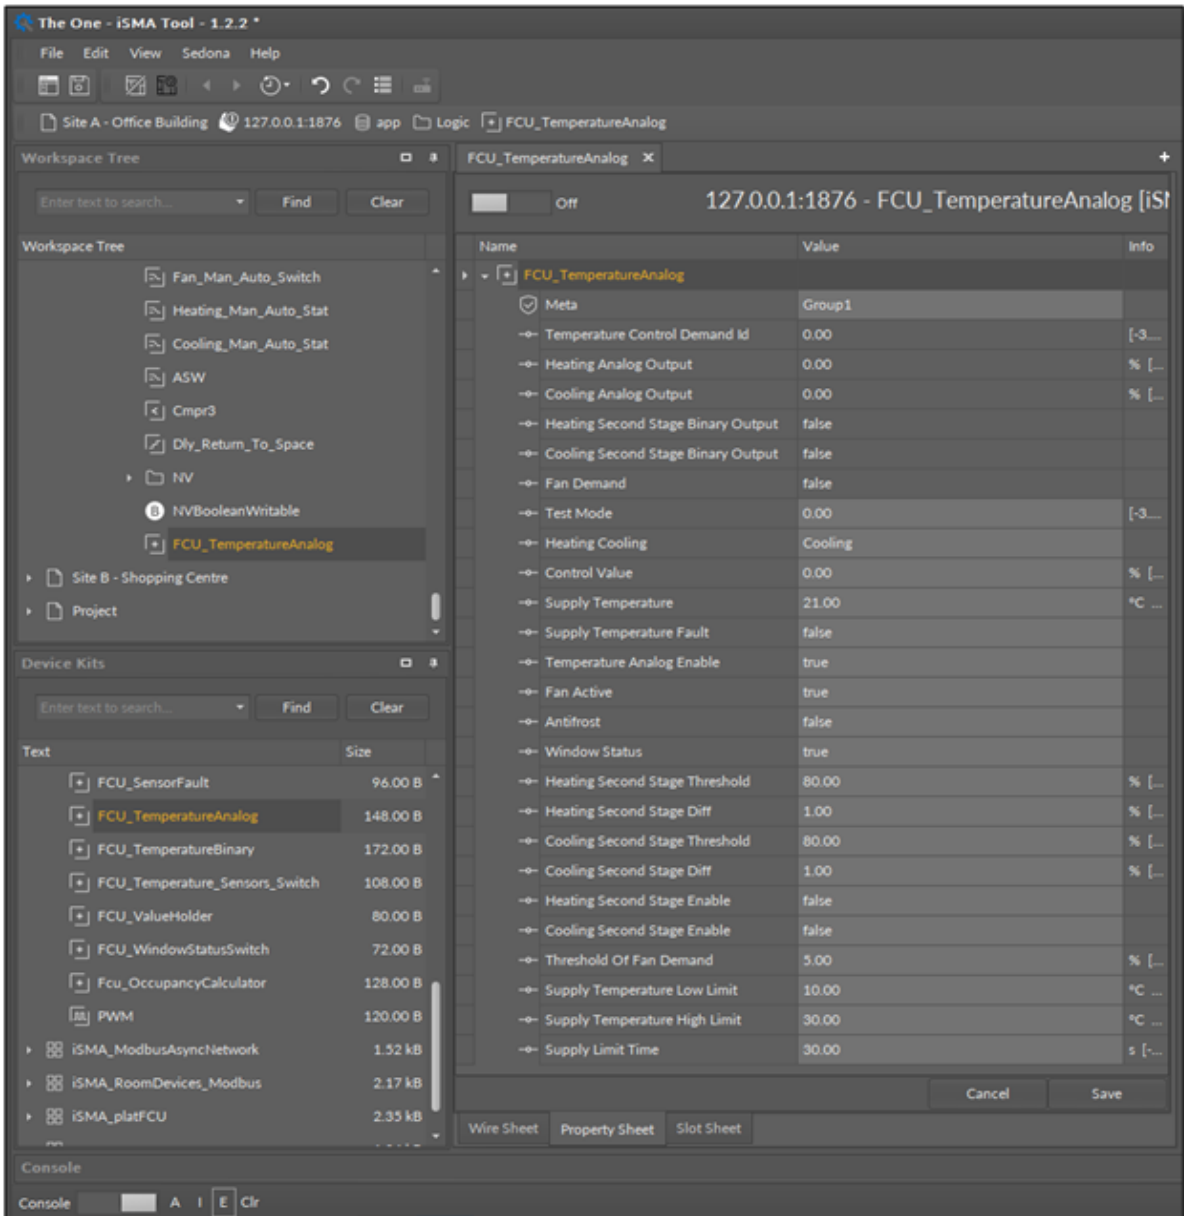 The One - iSMA Tool - 1.2.2 *
File Edit View Sedona Help
Site A - Office Building 127.0.0.1:1876 app Logic FCU_TemperatureAnalog
Workspace Tree
Enter text to search... Find Clear
Workspace Tree
Fan_Man_Auto_Switch
Heating_Man_Auto_Stat
Cooling_Man_Auto_Stat
ASW
Cmpr3
Dly_Return_To_Space
NV
NVBooleanWritable
FCU_TemperatureAnalog
Site B - Shopping Centre
Project
Device Kits
Enter text to search... Find Clear
Text Size
FCU_SensorFault 96.00 B
FCU_TemperatureAnalog 148.00 B
FCU_TemperatureBinary 172.00 B
FCU_Temperature_Sensors_Switch 108.00 B
FCU_ValueHolder 80.00 B
FCU_WindowStatusSwitch 72.00 B
Fcu_OccupancyCalculator 128.00 B
PWM 120.00 B
iSMA_ModbusAsyncNetwork 1.52 kB
iSMA_RoomDevices_Modbus 2.17 kB
iSMA_platFCU 2.35 kB
FCU_TemperatureAnalog
Off 127.0.0.1:1876 - FCU_TemperatureAnalog [iSM
Name Value Info
FCU_TemperatureAnalog
Meta Group1
Temperature Control Demand Id 0.00 [-3....
Heating Analog Output 0.00 % [...
Cooling Analog Output 0.00 % [...
Heating Second Stage Binary Output false
Cooling Second Stage Binary Output false
Fan Demand false
Test Mode 0.00 [-3....
Heating Cooling Cooling
Control Value 0.00 % [...
Supply Temperature 21.00 °C ...
Supply Temperature Fault false
Temperature Analog Enable true
Fan Active true
Antifrost false
Window Status true
Heating Second Stage Threshold 80.00 % [...
Heating Second Stage Diff 1.00 % [...
Cooling Second Stage Threshold 80.00 % [...
Cooling Second Stage Diff 1.00 % [...
Heating Second Stage Enable false
Cooling Second Stage Enable false
Threshold Of Fan Demand 5.00 % [...
Supply Temperature Low Limit 10.00 °C ...
Supply Temperature High Limit 30.00 °C ...
Supply Limit Time 30.00 s [-...
Cancel Save
Wire Sheet Property Sheet Slot Sheet
Console
Console A I E Clr